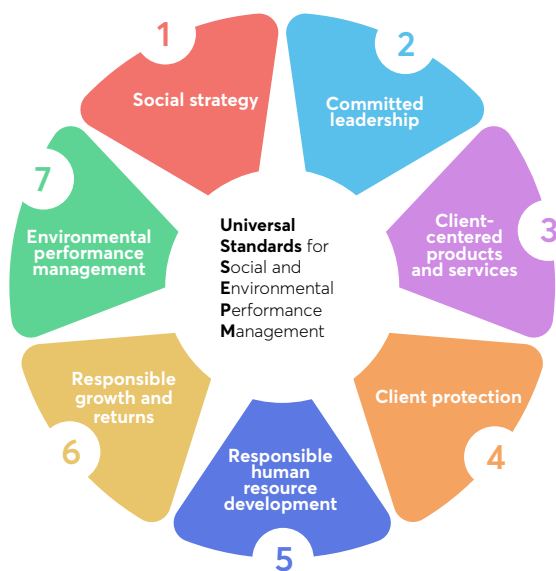 1
Social strategy
2
Committed
leadership
3
Client-
centered
products
and services
4
Client protection
5
Responsible
human
resource
development
6
Responsible
growth and
returns
7
Environmental
performance
management
Universal
Standards for
Social and
Environmental
Performance
Management